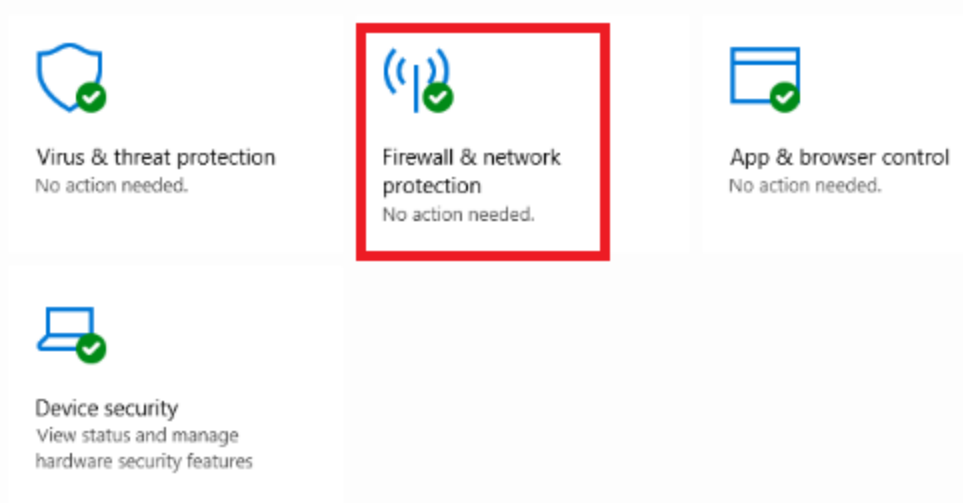 Virus & threat protection
No action needed.
Firewall & network
protection
No action needed.
App & browser control
No action needed.
Device security
View status and manage
hardware security features